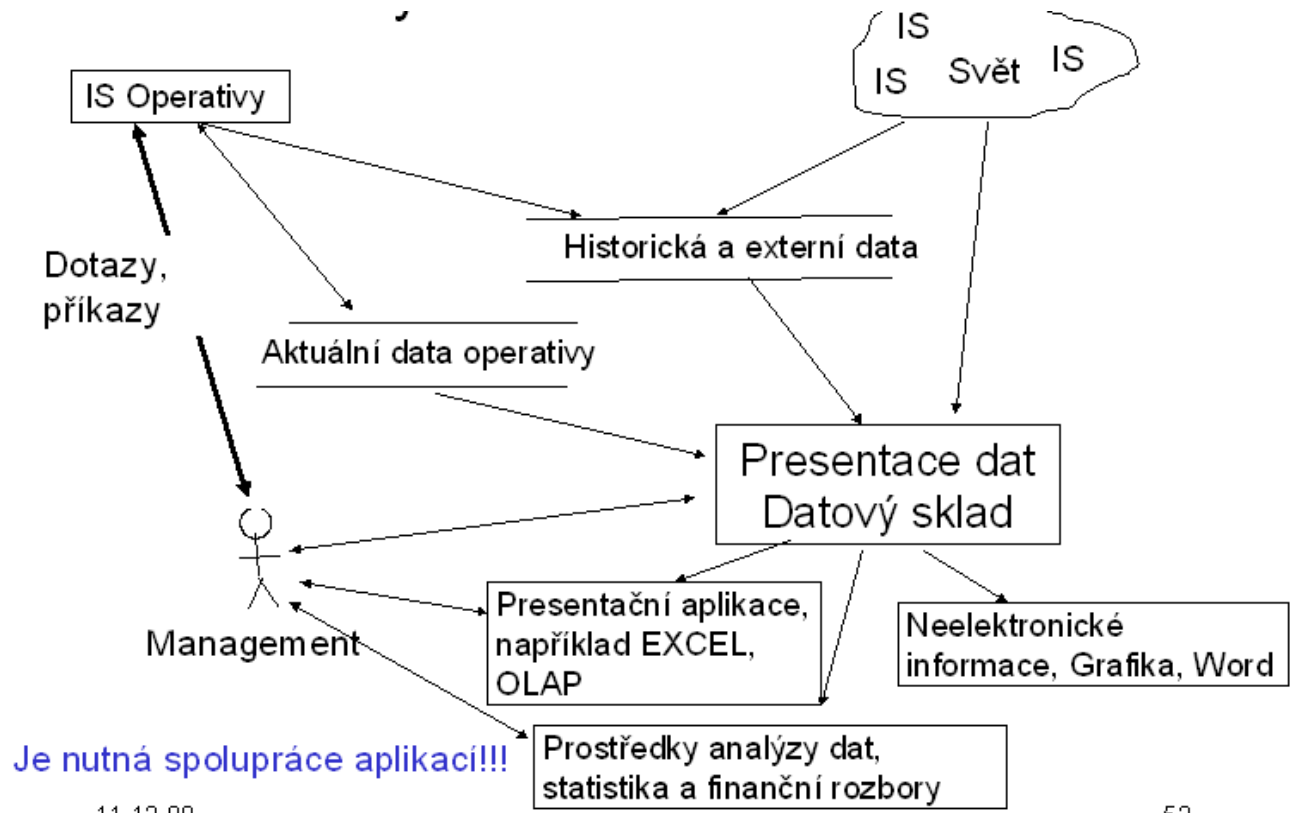 IS
IS Svět IS
IS Operativy
Historická a externí data
Dotazy,
příkazy
Aktuální data operativy
Presentace dat
Datový sklad
Management
Presentační aplikace,
například EXCEL,
OLAP
Neelektronické
informace, Grafika, Word
Je nutná spolupráce aplikací!!!
Prostředky analýzy dat,
statistika a finanční rozbory